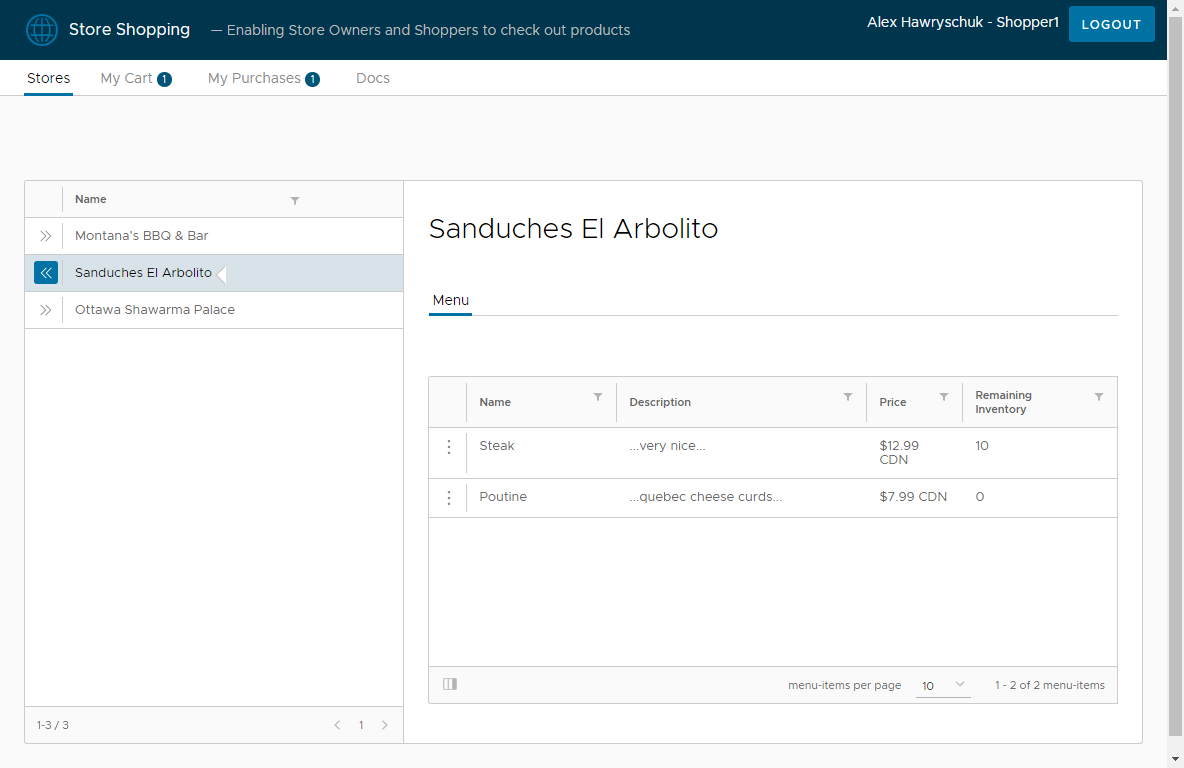 Store Shopping — Enabling Store Owners and Shoppers to check out products
Alex Hawryschuk - Shopper1 LOGOUT
Stores My Cart 1 My Purchases 1 Docs
Name
Montana's BBQ & Bar
Sanduches El Arbolito
Ottawa Shawarma Palace
1-3 / 3 1
Sanduches El Arbolito
Menu
Name Description Price Remaining
Inventory
Steak ...very nice... $12.99 10
CDN
Poutine ...quebec cheese curds... $7.99 CDN 0
menu-items per page 10 1 - 2 of 2 menu-items